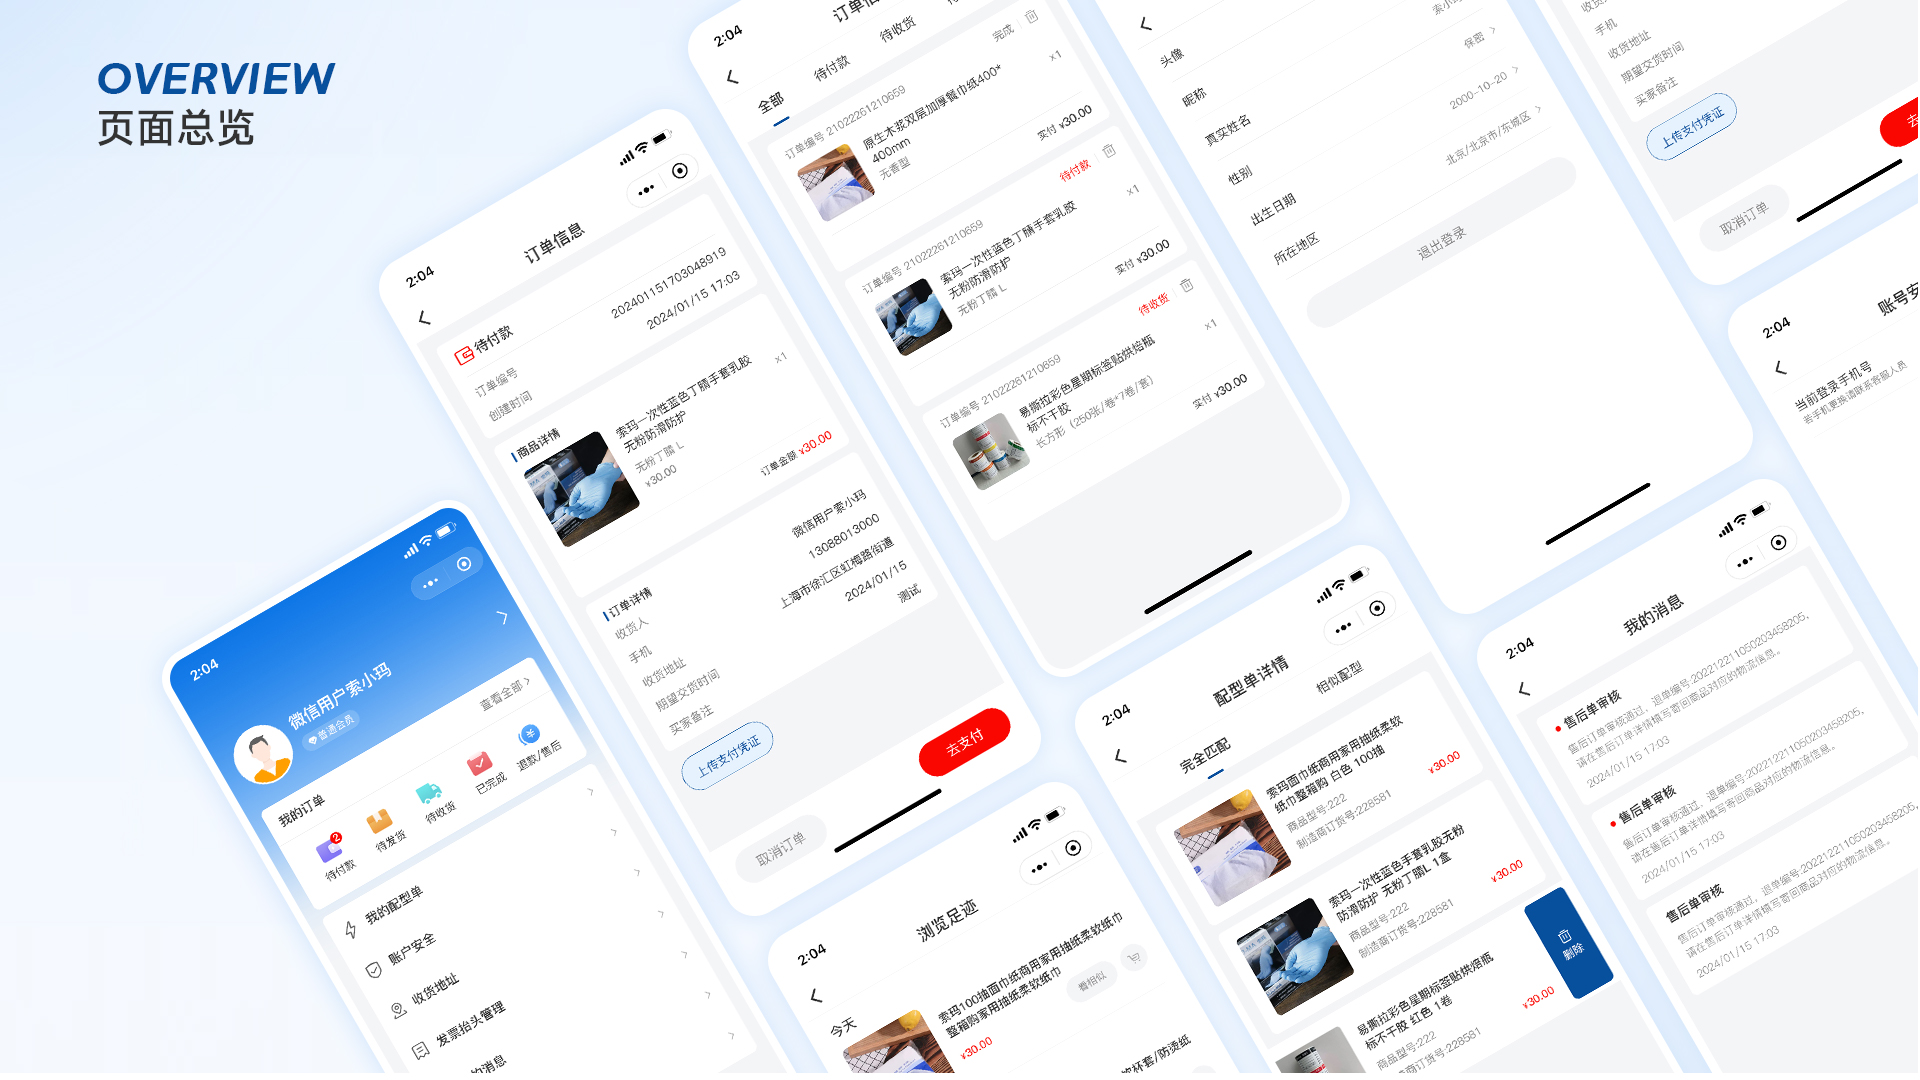 OVERVIEW
页面总览
2:04
微信用户索小玛
普通会员
我的订单
查看全部
2
待付款
待发货
待收货
已完成
退款/售后
我的配型单
账户安全
收货地址
发票抬头管理
的消息
2:04
订单信息
待付款
订单编号
202401151703048919
创建时间
2024/01/15 17:03
商品详情
索玛一次性蓝色丁腈手套乳胶
无粉防滑防护
x1
无粉丁腈 L
¥30.00
订单金额 ¥30.00
订单详情
收货人
微信用户索小玛
手机
13088013000
收货地址
上海市徐汇区虹梅路街道
期望交货时间
2024/01/15
买家备注
测试
上传支付凭证
取消订单
去支付
2:04
订单信
全部
待付款
待收货
订单编号 21022261210659
完成
原生木浆双层加厚餐巾纸400*
400mm
x1
无香型
实付 ¥30.00
订单编号 21022261210659
待付款
索玛一次性蓝色丁腈手套乳胶
无粉防滑防护
x1
无粉丁腈 L
实付 ¥30.00
订单编号 21022261210659
待收货
易撕拉彩色星期标签贴烘焙瓶
标不干胶
x1
长方形（250张/卷*7卷/套）
实付 ¥30.00
2:04
浏览足迹
今天
索玛100抽面巾纸商用家用抽纸柔软纸巾
整箱购家用抽纸柔软纸巾
¥30.00
看相似
杯套/防烫纸
头像
昵称
索小
真实姓名
性别
保密
出生日期
2000-10-20
所在地区
北京/北京市/东城区
退出登录
2:04
配型单详情
完全匹配
相似配型
索玛面巾纸商用家用抽纸柔软
纸巾整箱购 白色 100抽
商品型号:222
制造商订货号:228581
¥30.00
索玛一次性蓝色手套乳胶无粉
防滑防护 无粉丁腈L 1盒
商品型号:222
制造商订货号:228581
¥30.00
易撕拉彩色星期标签贴烘焙瓶
标不干胶 红色 1卷
商品型号:222
商订货号:228581
¥30.00
删除
2:04
我的消息
售后单审核
售后订单审核通过，退单编号:2022122110502034582​05，
请在售后订单详情填写寄回商品对应的物流信息。
2024/01/15 17:03
售后单审核
售后订单审核通过，退单编号:202212211050203458205，
请在售后订单详情填写寄回商品对应的物流信息。
2024/01/15 17:03
售后单审核
售后订单审核通过，退单编号:202212211050203458205，
请在售后订单详情填写寄回商品对应的物流信息。
2024/01/15 17:03
手机
收货地址
期望交货时间
买家备注
上传支付凭证
取消订单
去
2:04
账号安
当前登录手机号
若手机更换请联系客服人员